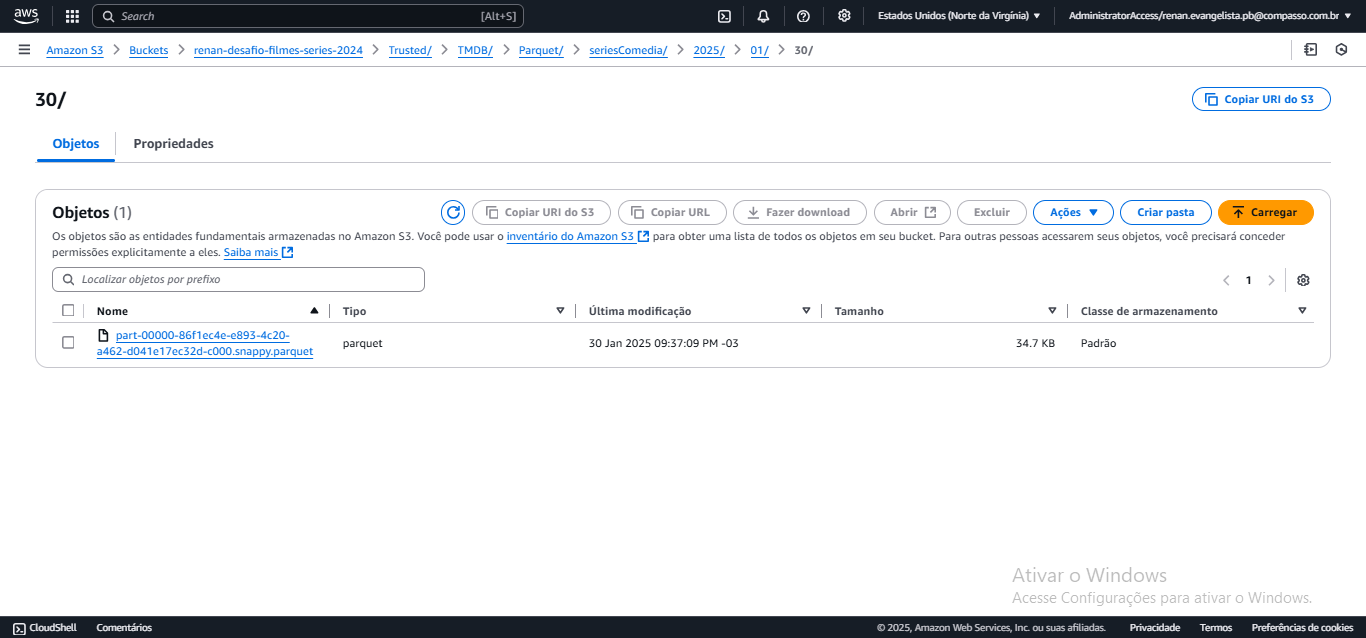 aws Search [Alt+S] Estados Unidos (Norte da Virgínia) AdministratorAccess/renan.evangelista.pb@compasso.com.br
Amazon S3 Buckets renan-desafio-filmes-series-2024 Trusted/ TMDB/ Parquet/ seriesComedia/ 2025/ 01/ 30/
30/ Copiar URI do S3
Objetos Propriedades
Objetos (1) Copiar URI do S3 Copiar URL Fazer download Abrir Excluir Ações Criar pasta Carregar
Os objetos são as entidades fundamentais armazenadas no Amazon S3. Você pode usar o inventário do Amazon S3 para obter uma lista de todos os objetos em seu bucket. Para outras pessoas acessarem seus objetos, você precisará conceder
permissões explicitamente a eles. Saiba mais
Localizar objetos por prefixo 1
Nome Tipo Última modificação Tamanho Classe de armazenamento
part-00000-86f1ec4e-e893-4c20-
a462-d041e17ec32d-c000.snappy.parquet parquet 30 Jan 2025 09:37:09 PM -03 34.7 KB Padrão
Ativar o Windows
Acesse Configurações para ativar o Windows.
CloudShell Comentários © 2025, Amazon Web Services, Inc. ou suas afiliadas. Privacidade Termos Preferências de cookies